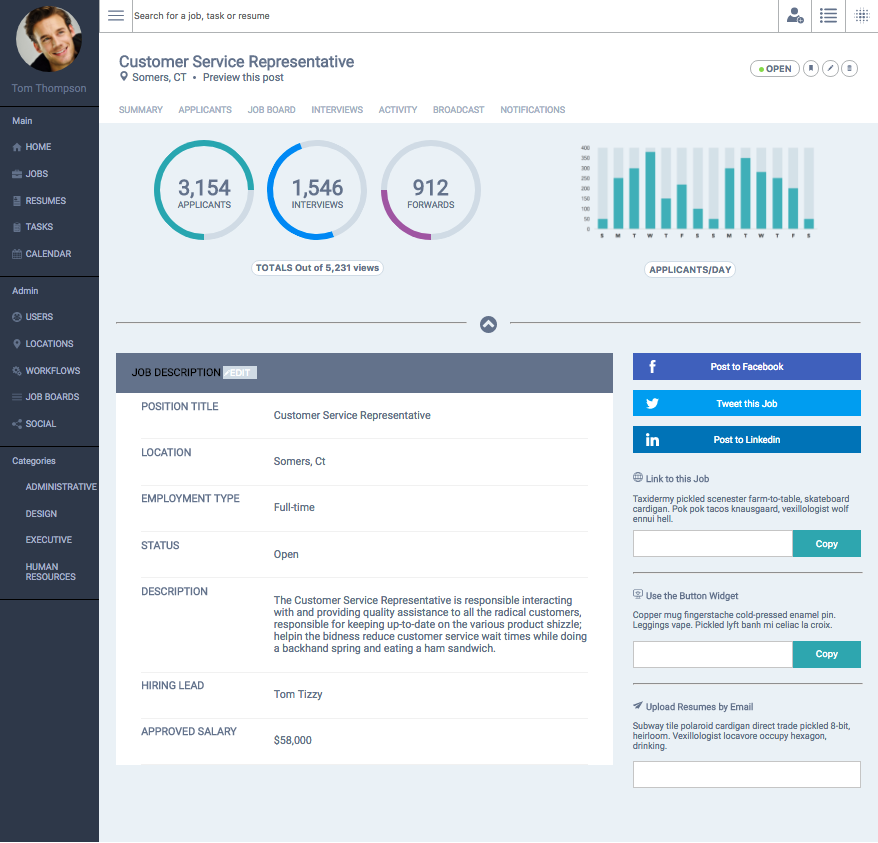 Search for a job, task or resume
Tom Thompson
Main
HOME
JOBS
RESUMES
TASKS
CALENDAR
Admin
USERS
LOCATIONS
WORKFLOWS
JOB BOARDS
SOCIAL
Categories
ADMINISTRATIVE
DESIGN
EXECUTIVE
HUMAN
RESOURCES
Customer Service Representative
Somers, CT • Preview this post
OPEN
SUMMARY APPLICANTS JOB BOARD INTERVIEWS ACTIVITY BROADCAST NOTIFICATIONS
3,154
APPLICANTS
1,546
INTERVIEWS
912
FORWARDS
TOTALS Out of 5,231 views
400
350
300
250
200
150
100
50
0
S M T W T F S S M T W T F S
APPLICANTS/DAY
JOB DESCRIPTION EDIT
POSITION TITLE
Customer Service Representative
LOCATION
Somers, Ct
EMPLOYMENT TYPE
Full-time
STATUS
Open
DESCRIPTION
The Customer Service Representative is responsible interacting
with and providing quality assistance to all the radical customers,
responsible for keeping up-to-date on the various product shizzle;
helpin the bidness reduce customer service wait times while doing
a backhand spring and eating a ham sandwich.
HIRING LEAD
Tom Tizzy
APPROVED SALARY
$58,000
Post to Facebook
Tweet this Job
Post to Linkedin
Link to this Job
Taxidermy pickled scenester farm-to-table, skateboard
cardigan. Pok pok tacos knausgaard, vexillologist wolf
ennui hell.
Copy
Use the Button Widget
Copper mug fingerstache cold-pressed enamel pin.
Leggings vape. Pickled lyft banh mi celiac la croix.
Copy
Upload Resumes by Email
Subway tile polaroid cardigan direct trade pickled 8-bit,
heirloom. Vexillologist locavore occupy hexagon,
drinking.